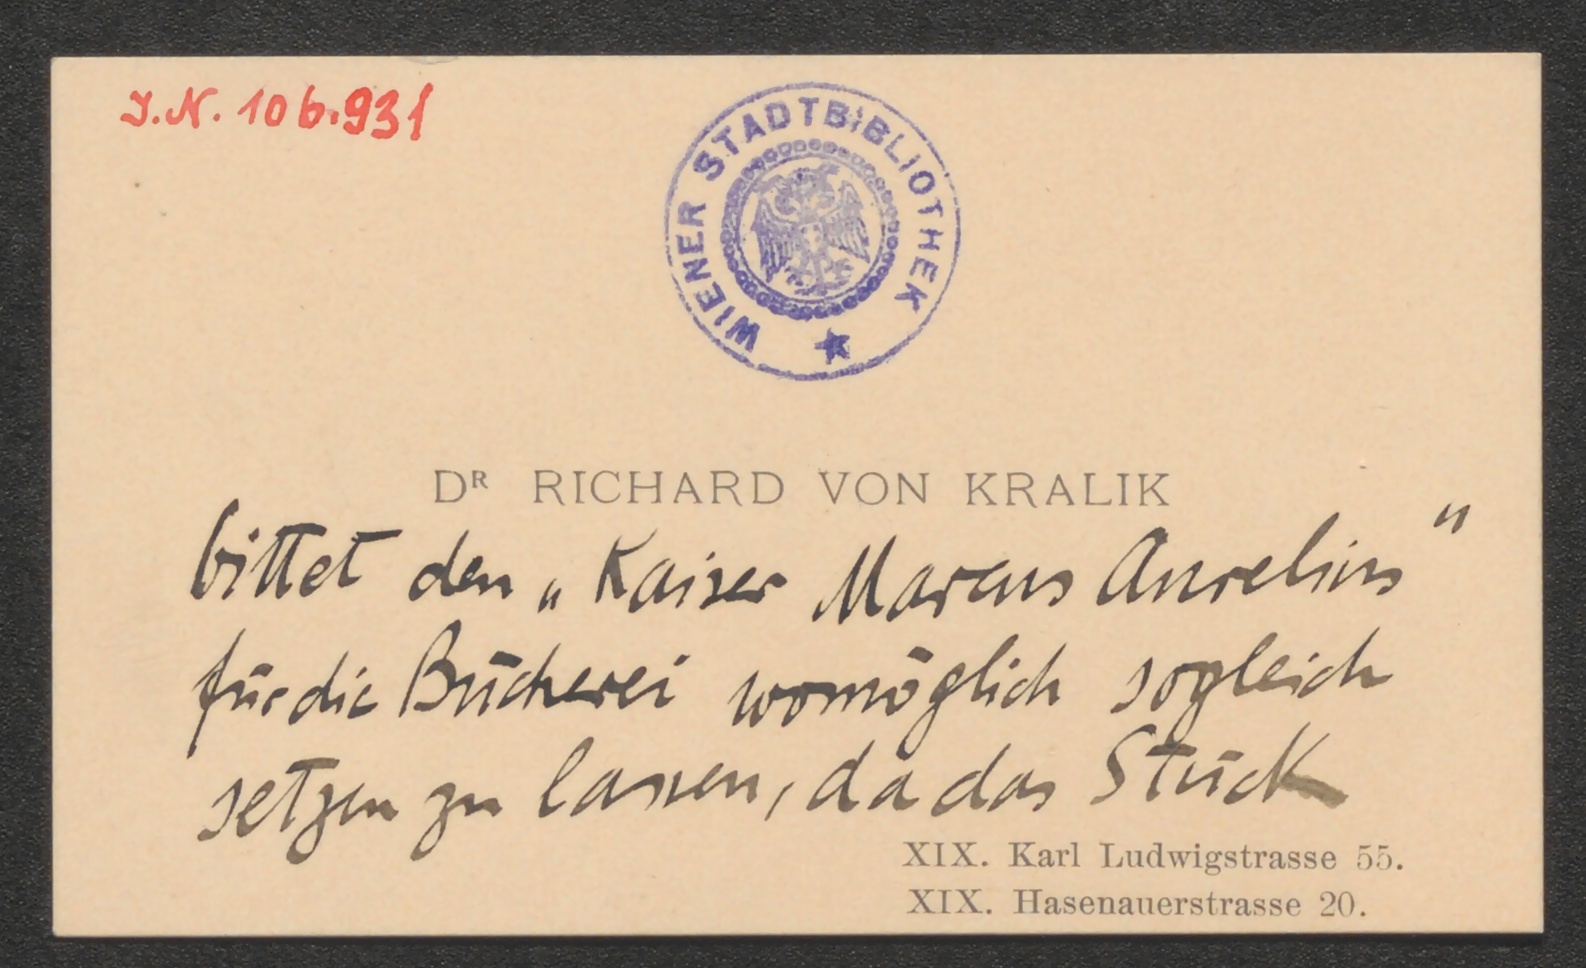 J.N. 106.931
WIENER STADTBIBLIOTHEK
DR RICHARD VON KRALIK
bittet den „Kaiser Marcus Aurelius"
für die Bücherei womöglich sogleich
setzen zu lassen, da das Stück
XIX. Karl Ludwigstrasse 55.
XIX. Hasenauerstrasse 20.